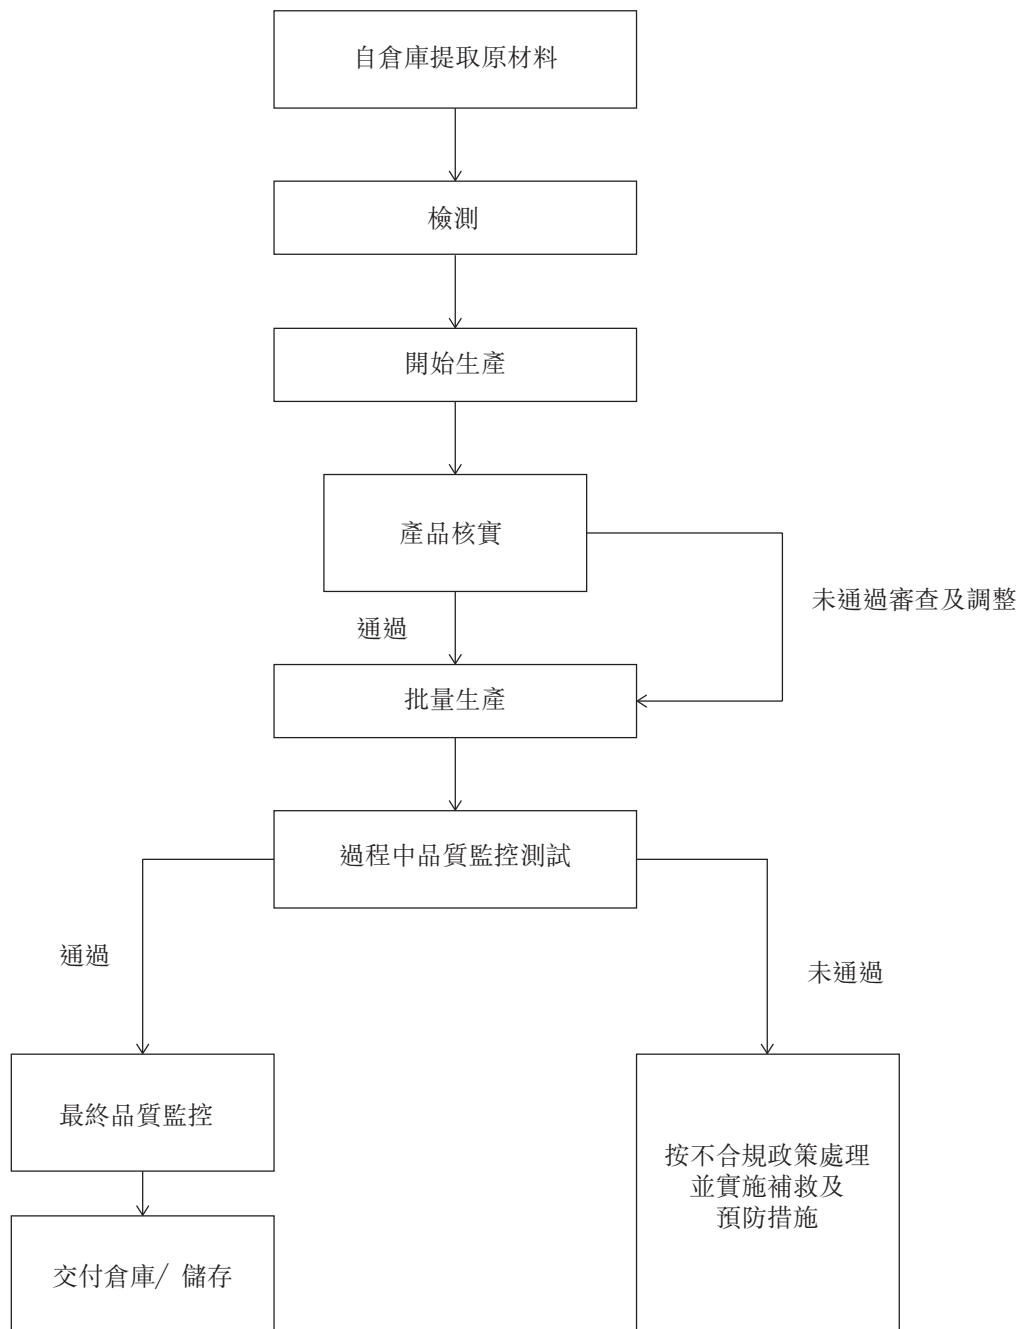 自倉庫提取原材料
檢測
開始生產
產品核實
未通過審查及調整
通過
批量生產
過程中品質監控測試
通過
未通過
最終品質監控
按不合規政策處理
並實施補救及
預防措施
交付倉庫/ 儲存